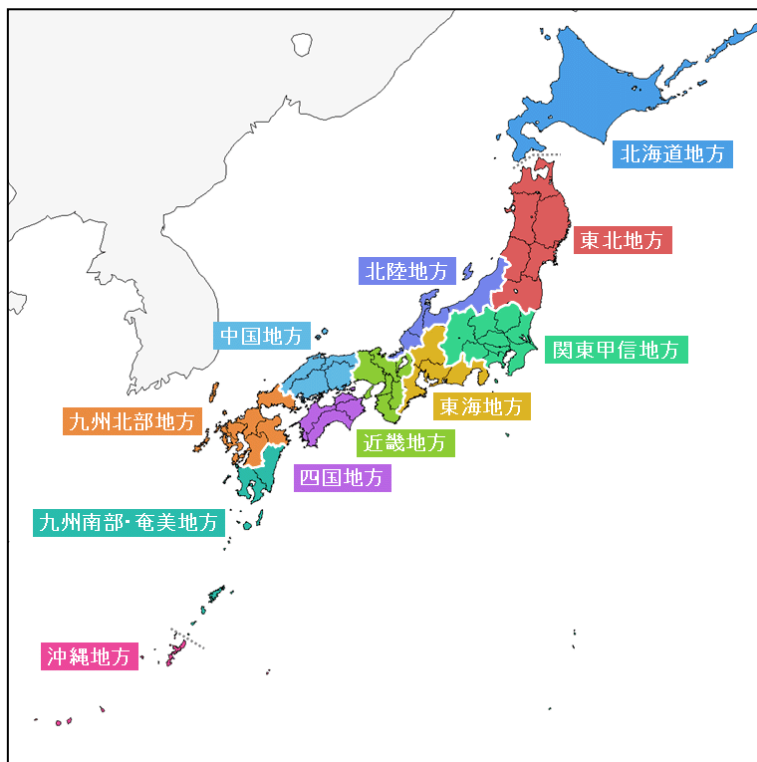 北海道地方
東北地方
北陸地方
中国地方
関東甲信地方
東海地方
九州北部地方
近畿地方
四国地方
九州南部・奄美地方
沖縄地方